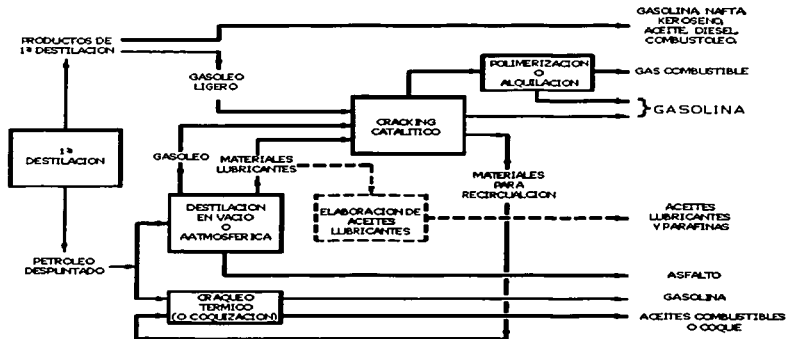 GASOLINA, NAFTA
KEROSENO,
ACEITE, DIESEL,
COMBUSTOLEO.
PRODUCTOS DE
1ª DESTILACION
GASOLEO
LIGERO
POLIMERIZACION
O
ALQUILACION
GAS COMBUSTIBLE
GASOLINA
CRACKING
CATALITICO
1ª
DESTILACION
GASOLEO
MATERIALES
LUBRICANTES
MATERIALES
PARA
RECIRCUALCION
DESTILACION
EN VACIO
O
AATMOSFERICA
ELABORACION DE
ACEITES
LUBRICANTES
ACEITES
LUBRICANTES
Y PARAFINAS
PETROLEO
DESPUNTADO
ASFALTO
CRAQUEO
TERMICO
(O COQUIZACION)
GASOLINA
ACEITES COMBUSTIBLES
O COQUE